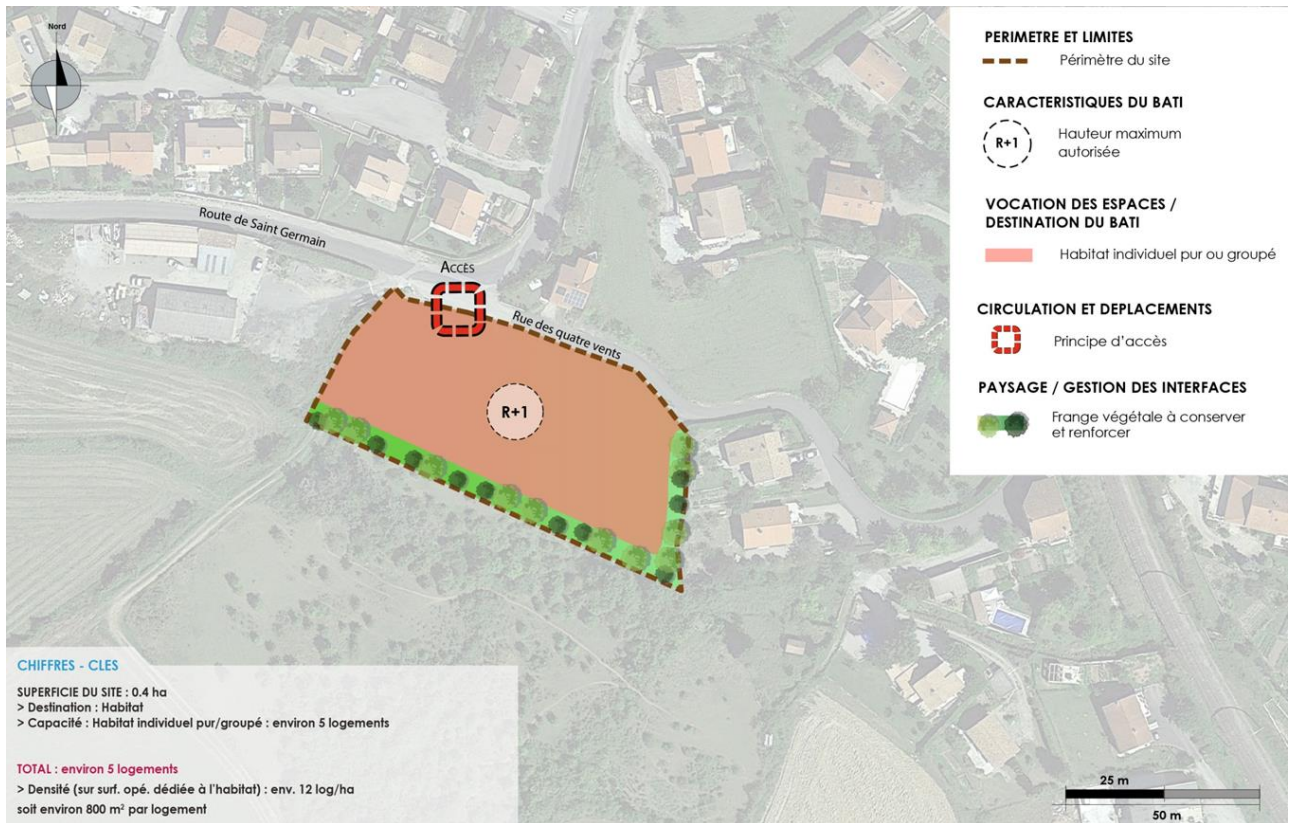 Nord
Route de Saint Germain
ACCÈS
Rue des quatre vents
R+1
PERIMETRE ET LIMITES
Périmètre du site
CARACTERISTIQUES DU BATI
R+1
Hauteur maximum
autorisée
VOCATION DES ESPACES /
DESTINATION DU BATI
Habitat individuel pur ou groupé
CIRCULATION ET DEPLACEMENTS
Principe d'accès
PAYSAGE / GESTION DES INTERFACES
Frange végétale à conserver
et renforcer
CHIFFRES - CLES
SUPERFICIE DU SITE : 0.4 ha
> Destination : Habitat
> Capacité : Habitat individuel pur/groupé : environ 5 logements
TOTAL : environ 5 logements
> Densité (sur surf. opé. dédiée à l'habitat) : env. 12 log/ha
soit environ 800 m² par logement
25 m
50 m